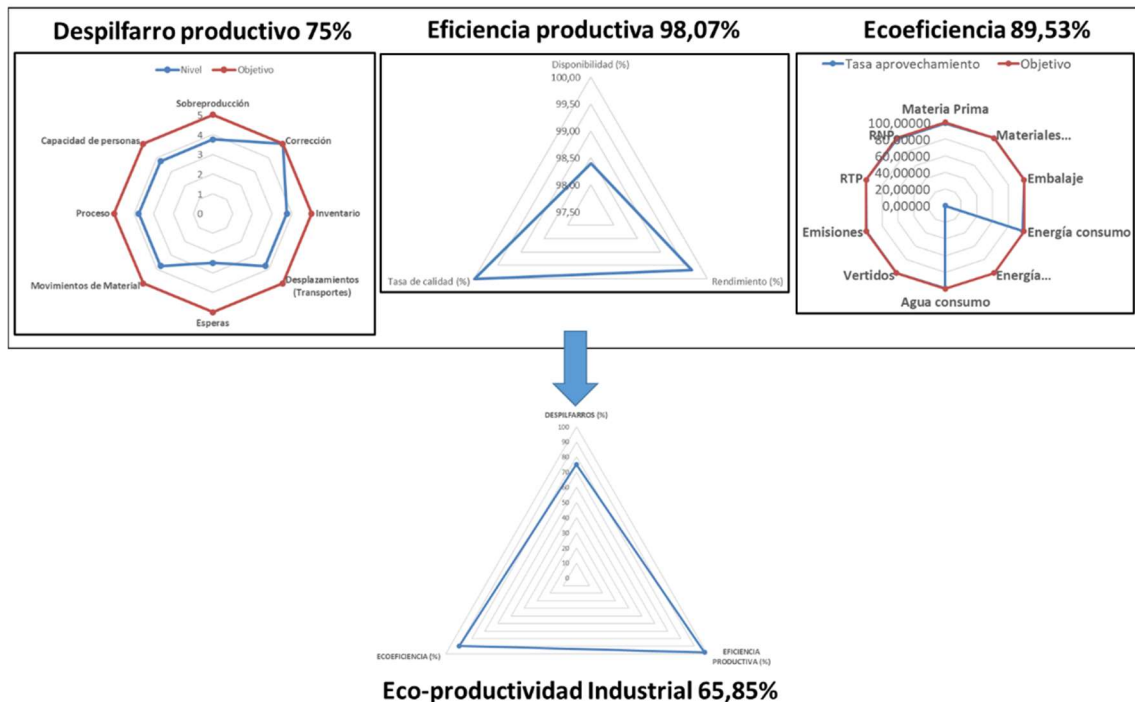 Despilfarro productivo 75%
Eficiencia productiva 98,07%
Ecoeficiencia 89,53%
Nivel
Objetivo
Sobreproducción
Corrección
Inventario
Desplazamientos
(Transportes)
Esperas
Movimientos de Material
Proceso
Capacidad de personas
5
4
3
2
1
0
Disponibilidad (%)
100,00
99,50
99,00
98,50
98,00
97,50
Tasa de calidad (%)
Rendimiento (%)
Tasa aprovechamiento
Objetivo
Materia Prima
100,00000
80,00000
60,00000
40,00000
20,00000
0,00000
Materiales...
Embalaje
Energía consumo
Energía...
Agua consumo
Vertidos
Emisiones
RTP
RNP
DESPILFARROS (%)
100
90
80
70
60
50
40
30
20
10
0
ECOEFICIENCIA (%)
EFICIENCIA
PRODUCTIVA (%)
Eco-productividad Industrial 65,85%